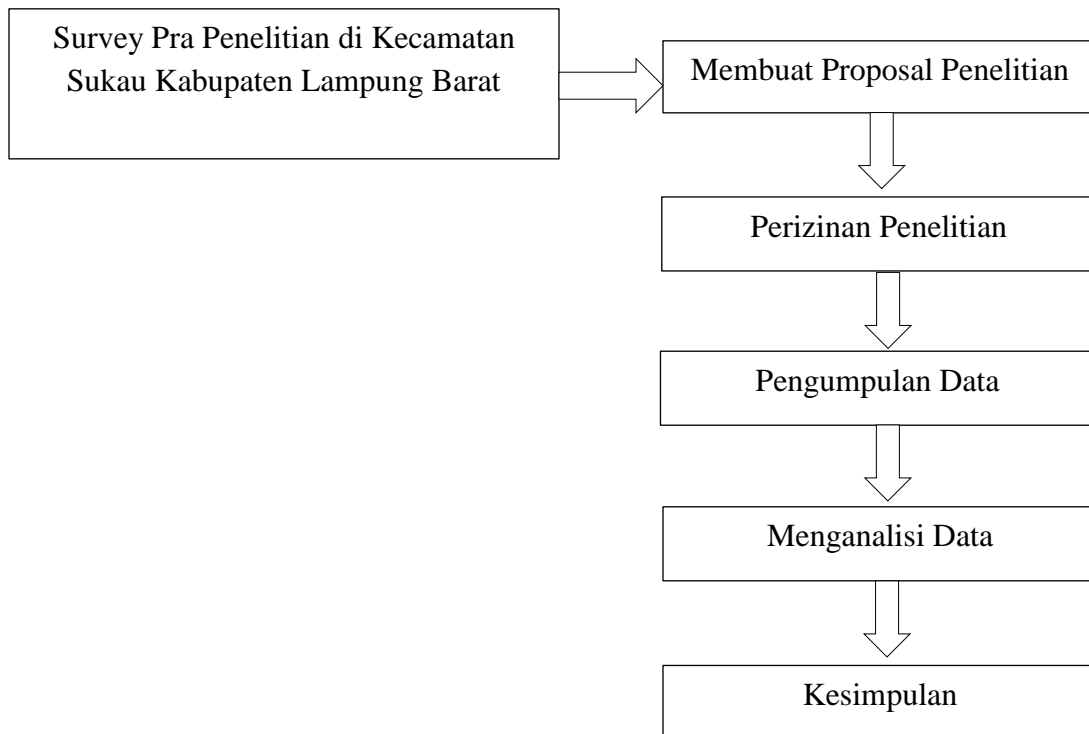 Survey Pra Penelitian di Kecamatan
Sukau Kabupaten Lampung Barat
Membuat Proposal Penelitian
Perizinan Penelitian
Pengumpulan Data
Menganalisi Data
Kesimpulan